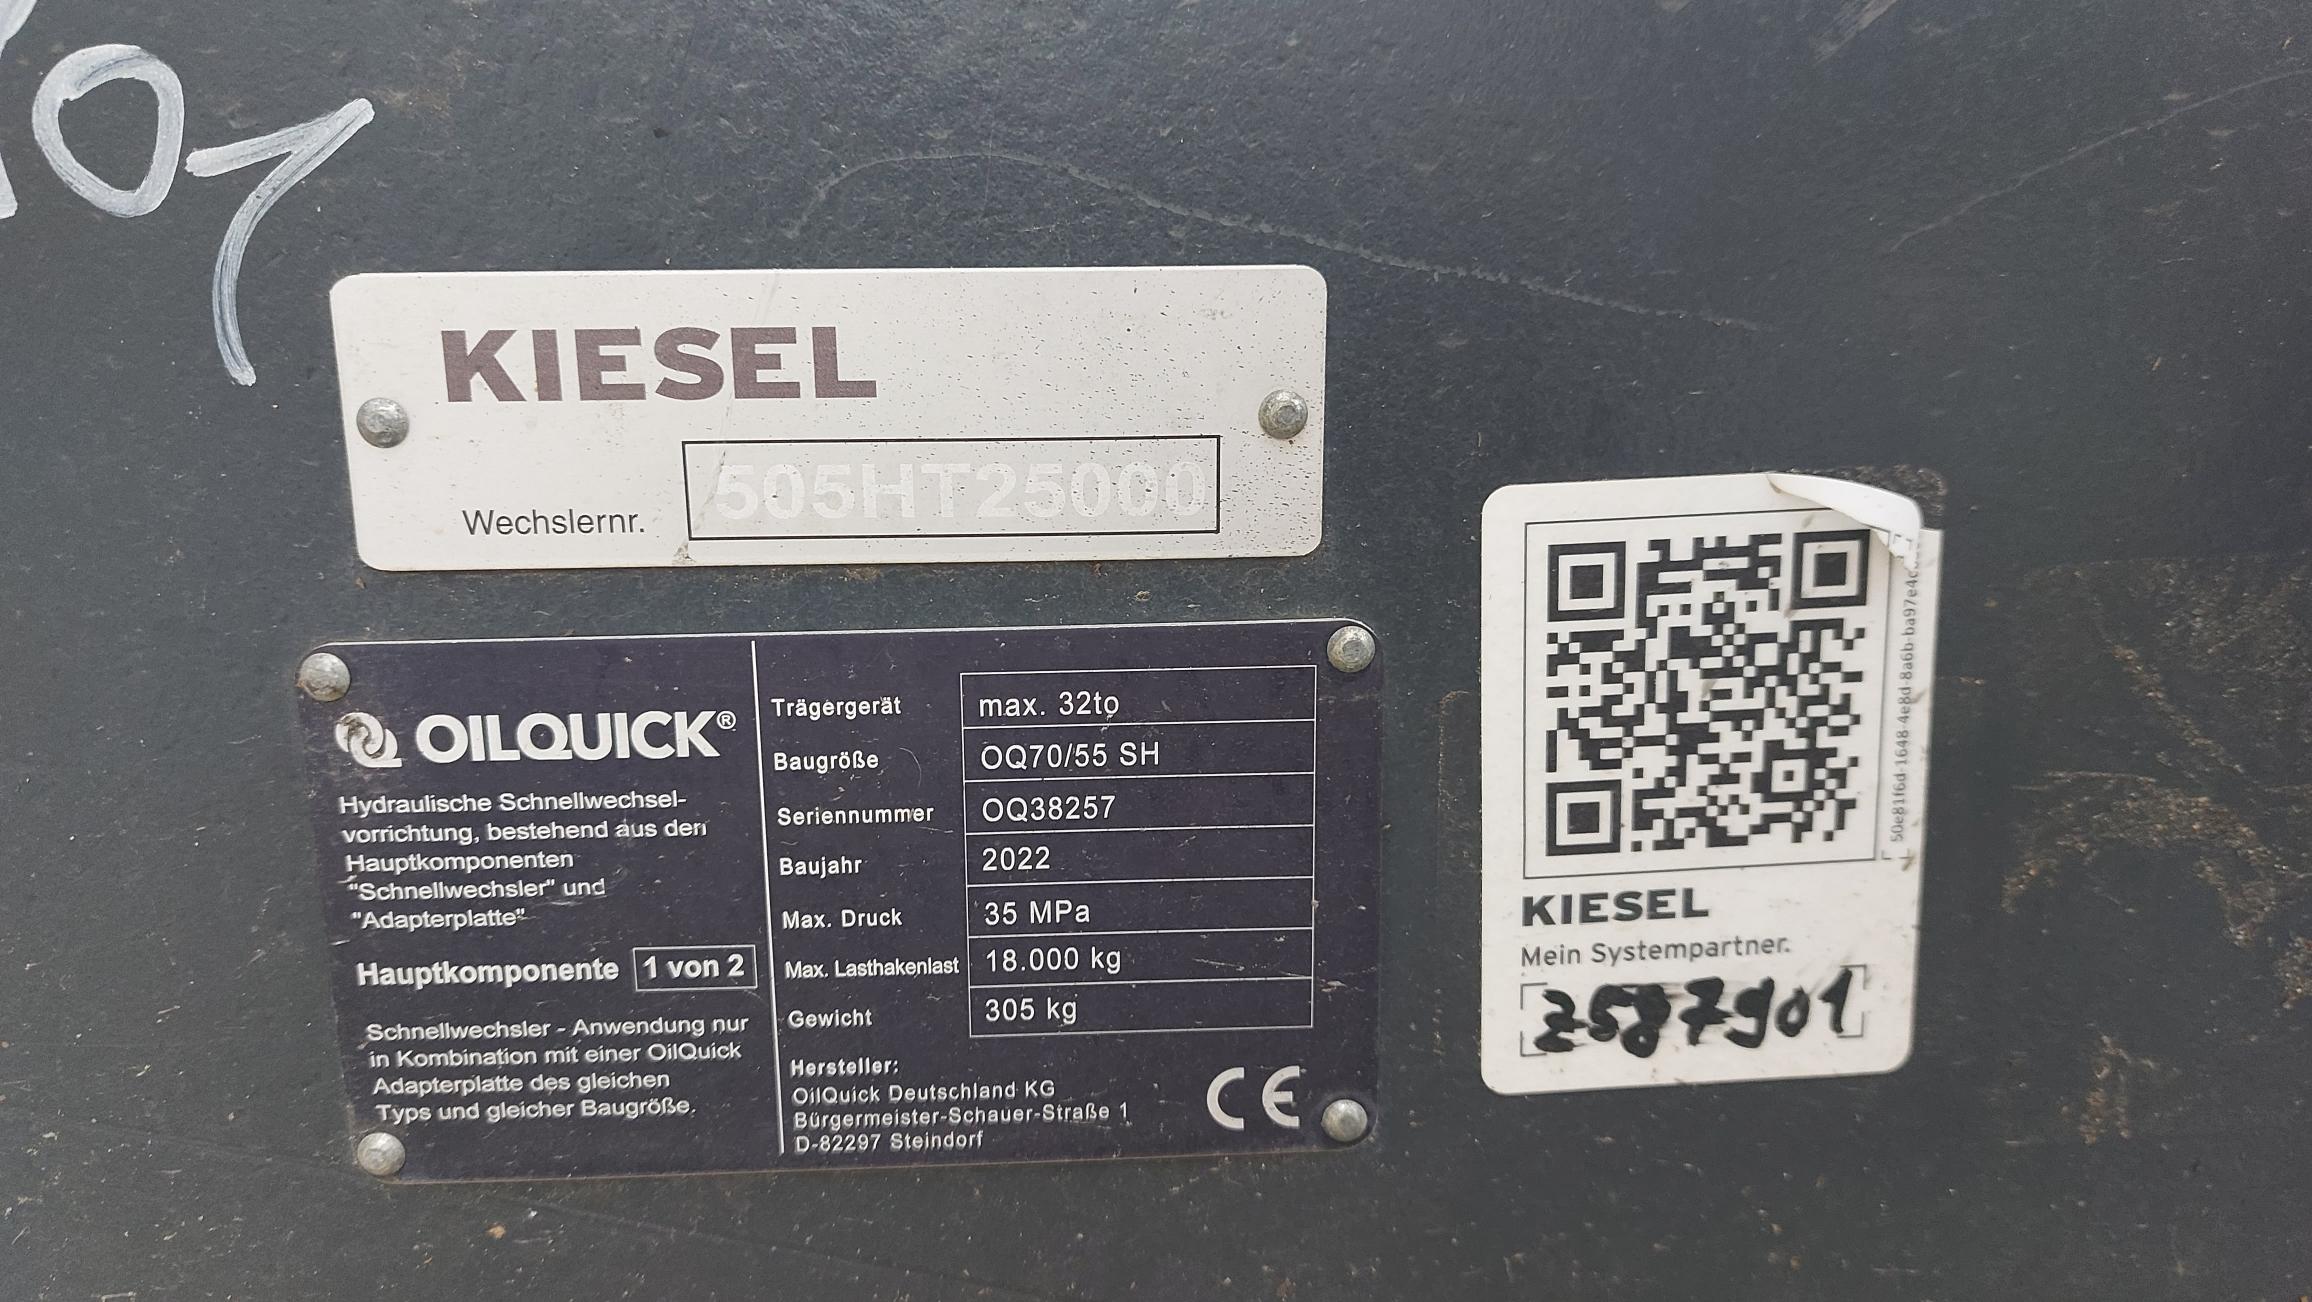 01
KIESEL
Wechslernr. 505HT25000
OILQUICK®
Hydraulische Schnellwechsel-
vorrichtung, bestehend aus den
Hauptkomponenten
"Schnellwechsler" und
"Adapterplatte"
Hauptkomponente 1 von 2
Schnellwechsler - Anwendung nur
in Kombination mit einer OilQuick
Adapterplatte des gleichen
Typs und gleicher Baugröße.
Trägergerät max. 32to
Baugröße OQ70/55 SH
Seriennummer OQ38257
Baujahr 2022
Max. Druck 35 MPa
Max. Lasthakenlast 18.000 kg
Gewicht 305 kg
Hersteller:
OilQuick Deutschland KG
Bürgermeister-Schauer-Straße 1
D-82297 Steindorf
CE
KIESEL
Mein Systempartner.
2587901